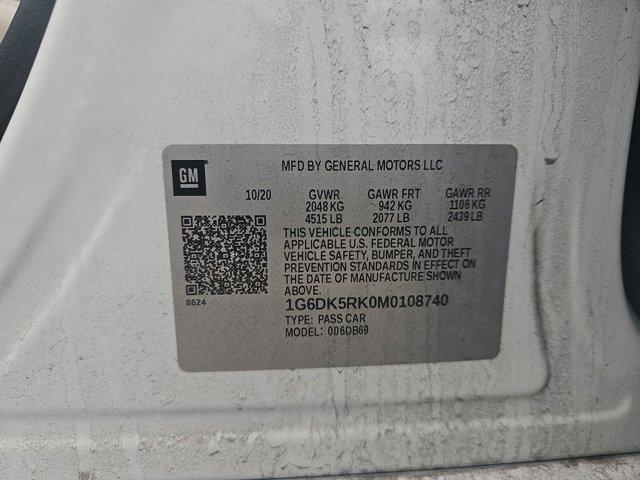 GM
MFD BY GENERAL MOTORS LLC
10/20 GVWR GAWR FRT GAWR RR
2048 KG 942 KG 1106 KG
4515 LB 2077 LB 2439 LB
THIS VEHICLE CONFORMS TO ALL
APPLICABLE U.S. FEDERAL MOTOR
VEHICLE SAFETY, BUMPER, AND THEFT
PREVENTION STANDARDS IN EFFECT ON
THE DATE OF MANUFACTURE SHOWN
ABOVE.
8624
1G6DK5RK0M0108740
TYPE: PASS CAR
MODEL: 006DB69